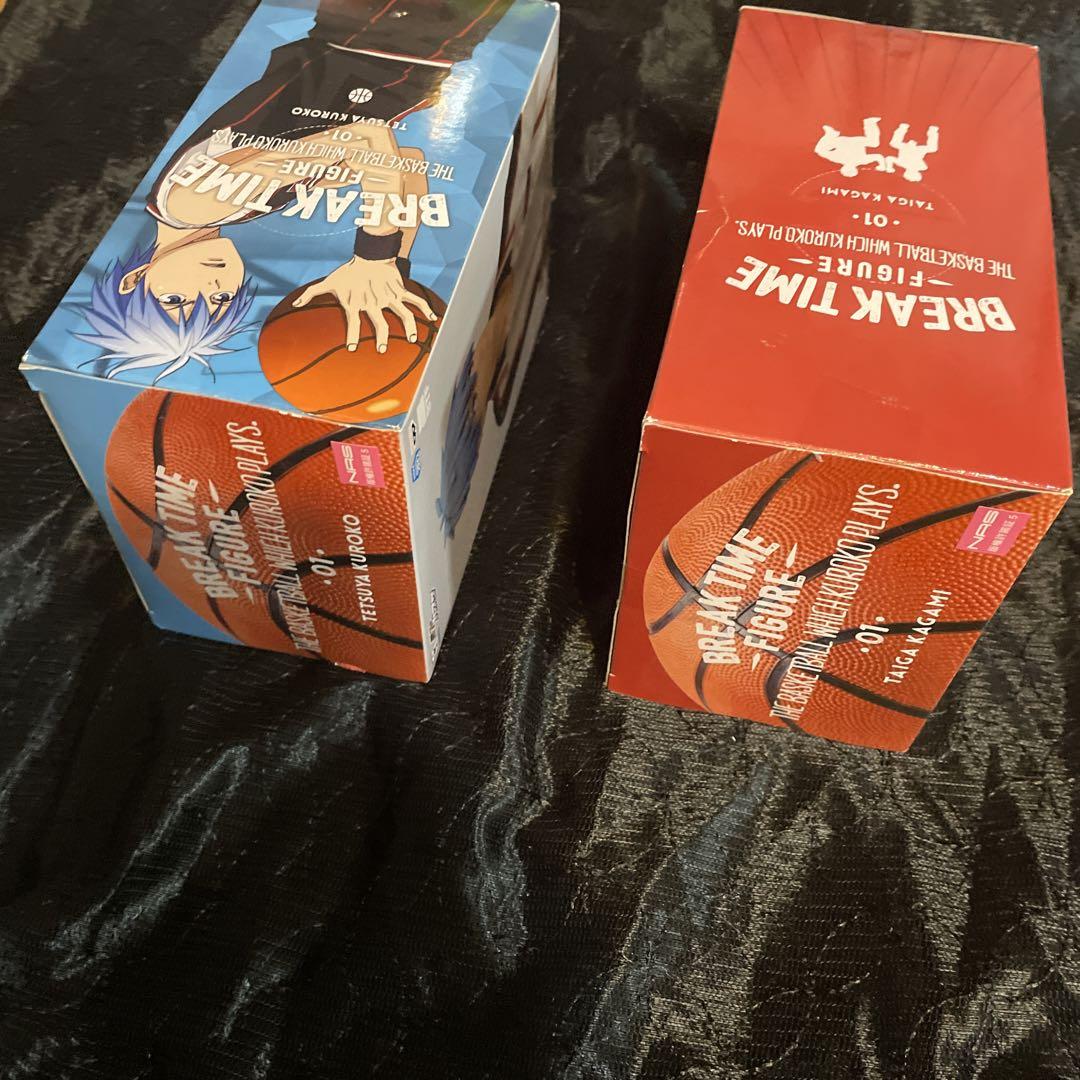 TETSUYA KUROKO
·01·
THE BASKETBALL WHICH KUROKO PLAYS.
FIGURE
BREAK TIME
BREAK TIME
FIGURE
THE BASKETBALL WHICH KUROKO PLAYS.
·01·
TETSUYA KUROKO
NRS
TAIGA KAGAMI
·01·
THE BASKETBALL WHICH KUROKO PLAYS.
FIGURE
BREAK TIME
BREAK TIME
FIGURE
THE BASKETBALL WHICH KUROKO PLAYS.
·01·
TAIGA KAGAMI
NRS